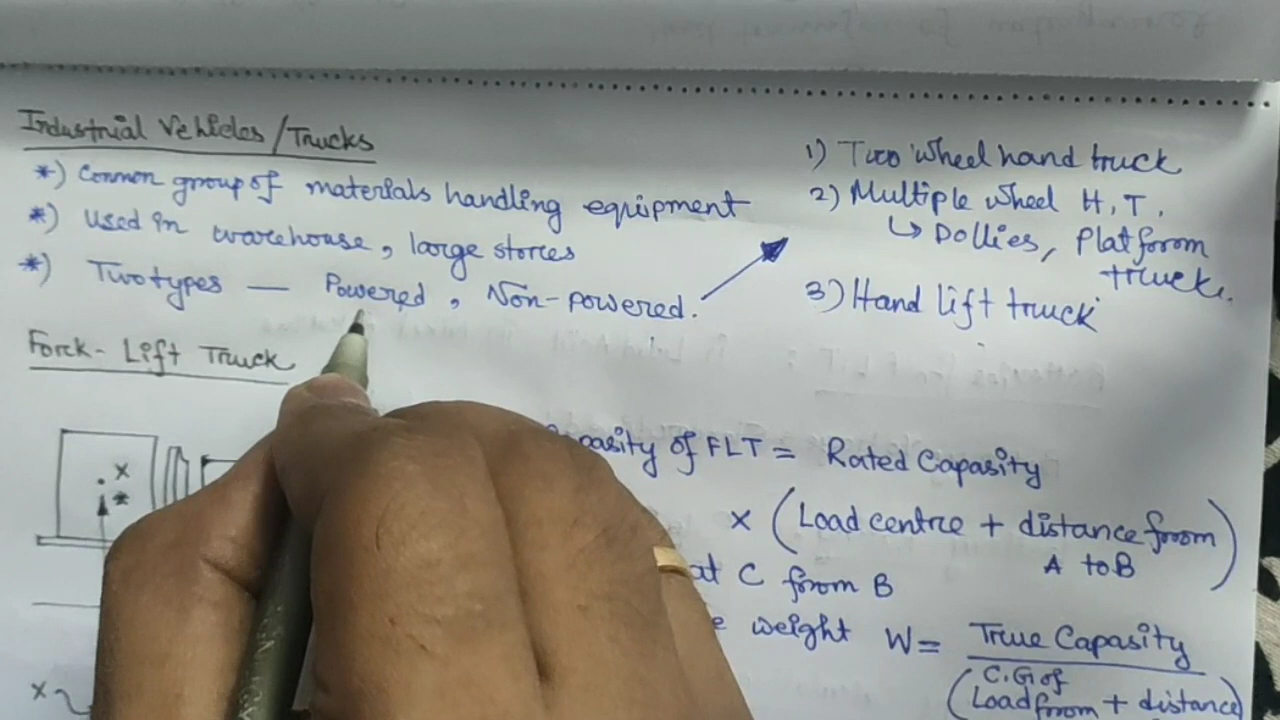 Industrial Vehicles/Trucks
*) Common group of materials handling equipment
*) Used in warehouse, large stores
*) Two types — Powered, Non-powered.
1) Two wheel hand truck
2) Multiple wheel H.T.
↳ Dollies, Platform
truck.
3) Hand lift truck
Fork-Lift Truck
x
*
of FLT = Rated Capasity
x (Load centre + distance from
A to B)
at C from B
weight W = True Capasity
(C.G of
Load from + distance)
x